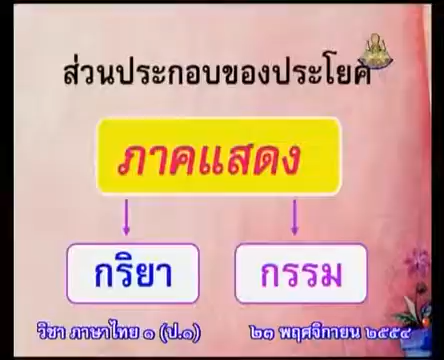 ส่วนประกอบของประโยค
ภาคแสดง
กริยา กรรม
วิชา ภาษาไทย ๑ (ป.๑) ๒๑ พฤศจิกายน ๒๕๕๔